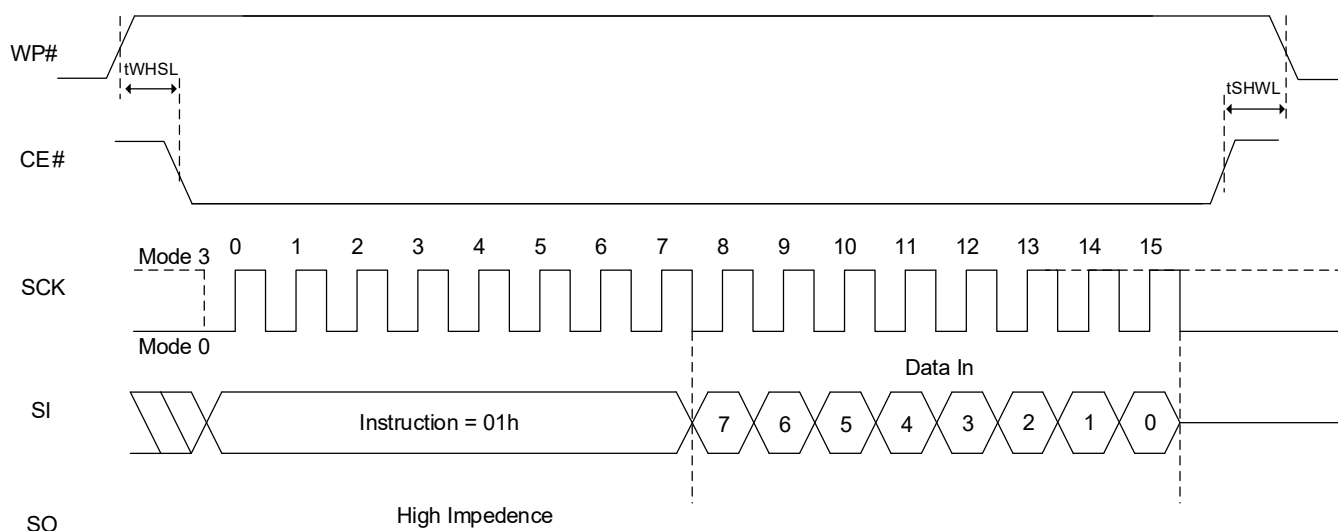 WP#
tWHSL
tSHWL
CE#
0 1 2 3 4 5 6 7 8 9 10 11 12 13 14 15
Mode 3
SCK
Mode 0
Data In
SI
Instruction = 01h
7 6 5 4 3 2 1 0
High Impedence
SO